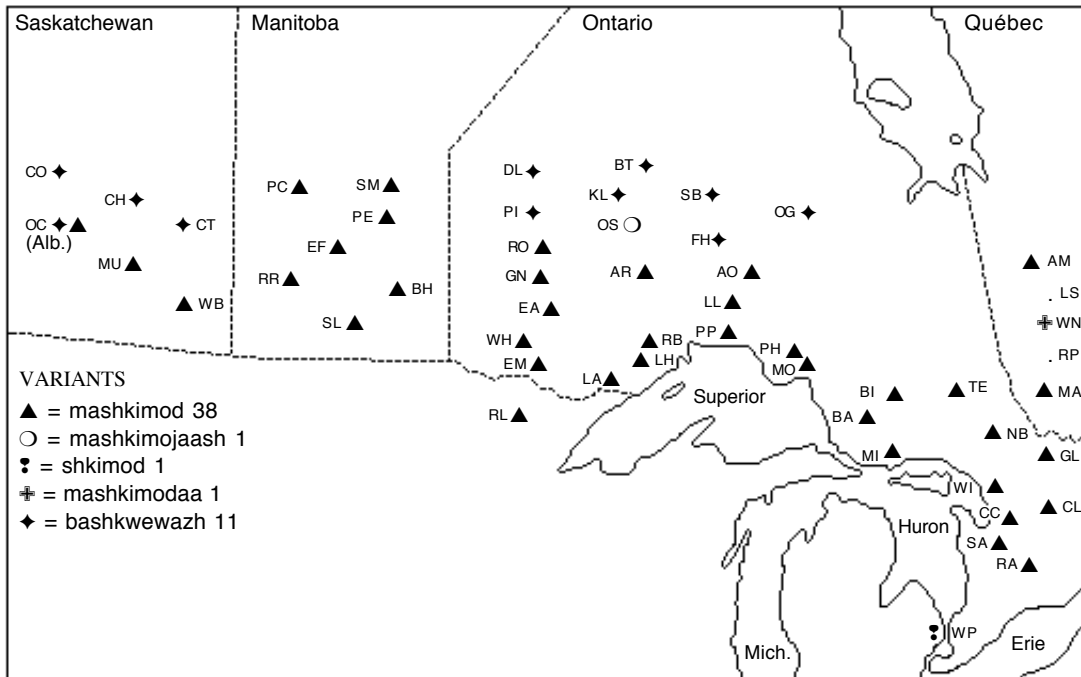 Saskatchewan Manitoba Ontario Québec
CO
CH
OC
(Alb.)
CT
MU
WB
PC SM
PE
EF
RR BH
SL
DL BT
KL SB
PI OS OG
FH
RO
GN AR AO
EA LL
WH RB PP
EM LH PH
LA MO
RL
AM
LS
WN
RP
MA
BI TE
BA NB
MI GL
WI
CC CL
SA
RA
WP
Superior
Huron
Mich.
Erie
VARIANTS
▲ = mashkimod 38
❍ = mashkimojaash 1
❢ = shkimod 1
✙ = mashkimodaa 1
✦ = bashkwewazh 11